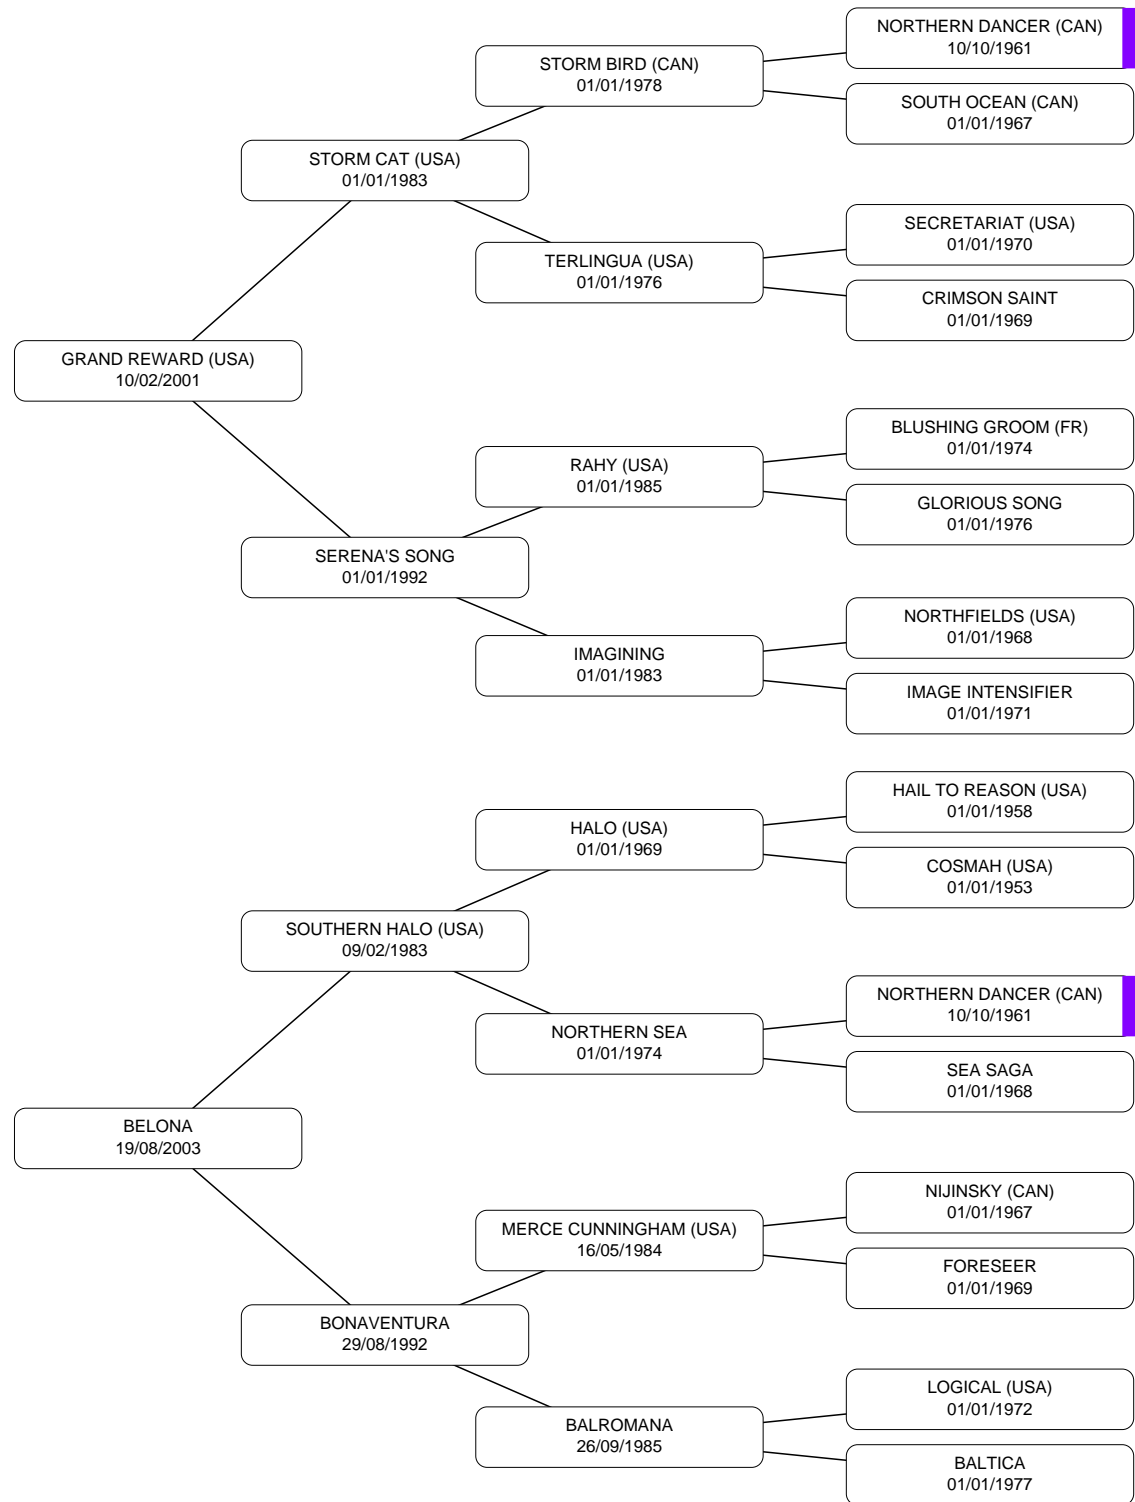 NORTHERN DANCER (CAN)
10/10/1961
STORM BIRD (CAN)
01/01/1978
SOUTH OCEAN (CAN)
01/01/1967
STORM CAT (USA)
01/01/1983
SECRETARIAT (USA)
01/01/1970
TERLINGUA (USA)
01/01/1976
CRIMSON SAINT
01/01/1969
GRAND REWARD (USA)
10/02/2001
BLUSHING GROOM (FR)
01/01/1974
RAHY (USA)
01/01/1985
GLORIOUS SONG
01/01/1976
SERENA'S SONG
01/01/1992
NORTHFIELDS (USA)
01/01/1968
IMAGINING
01/01/1983
IMAGE INTENSIFIER
01/01/1971
HAIL TO REASON (USA)
01/01/1958
HALO (USA)
01/01/1969
COSMAH (USA)
01/01/1953
SOUTHERN HALO (USA)
09/02/1983
NORTHERN DANCER (CAN)
10/10/1961
NORTHERN SEA
01/01/1974
SEA SAGA
01/01/1968
BELONA
19/08/2003
NIJINSKY (CAN)
01/01/1967
MERCE CUNNINGHAM (USA)
16/05/1984
FORESEER
01/01/1969
BONAVENTURA
29/08/1992
LOGICAL (USA)
01/01/1972
BALROMANA
26/09/1985
BALTICA
01/01/1977